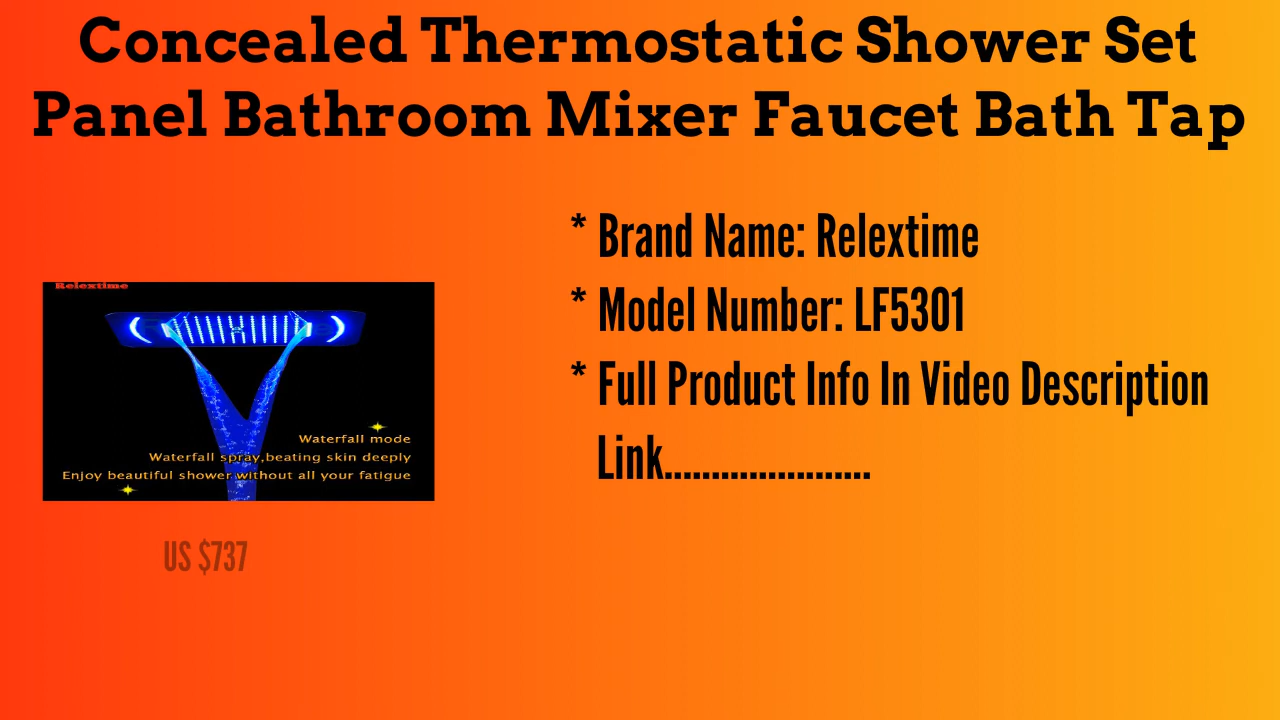 Concealed Thermostatic Shower Set
Panel Bathroom Mixer Faucet Bath Tap
* Brand Name: Relextime
* Model Number: LF5301
* Full Product Info In Video Description
Link......................
Relextime
Waterfall mode
Waterfall spray,beating skin deeply
Enjoy beautiful shower without all your fatigue
US $737